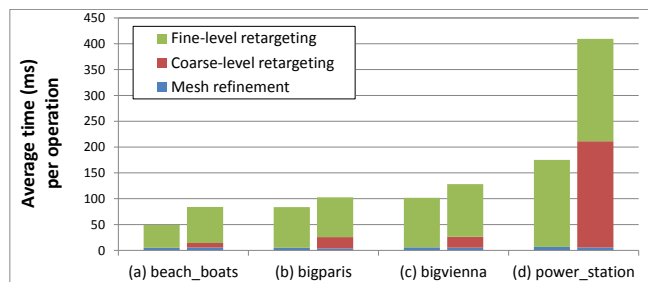 Average time (ms)
per operation
450
400
350
300
250
200
150
100
50
0
Fine-level retargeting
Coarse-level retargeting
Mesh refinement
(a) beach_boats (b) bigparis (c) bigvienna (d) power_station